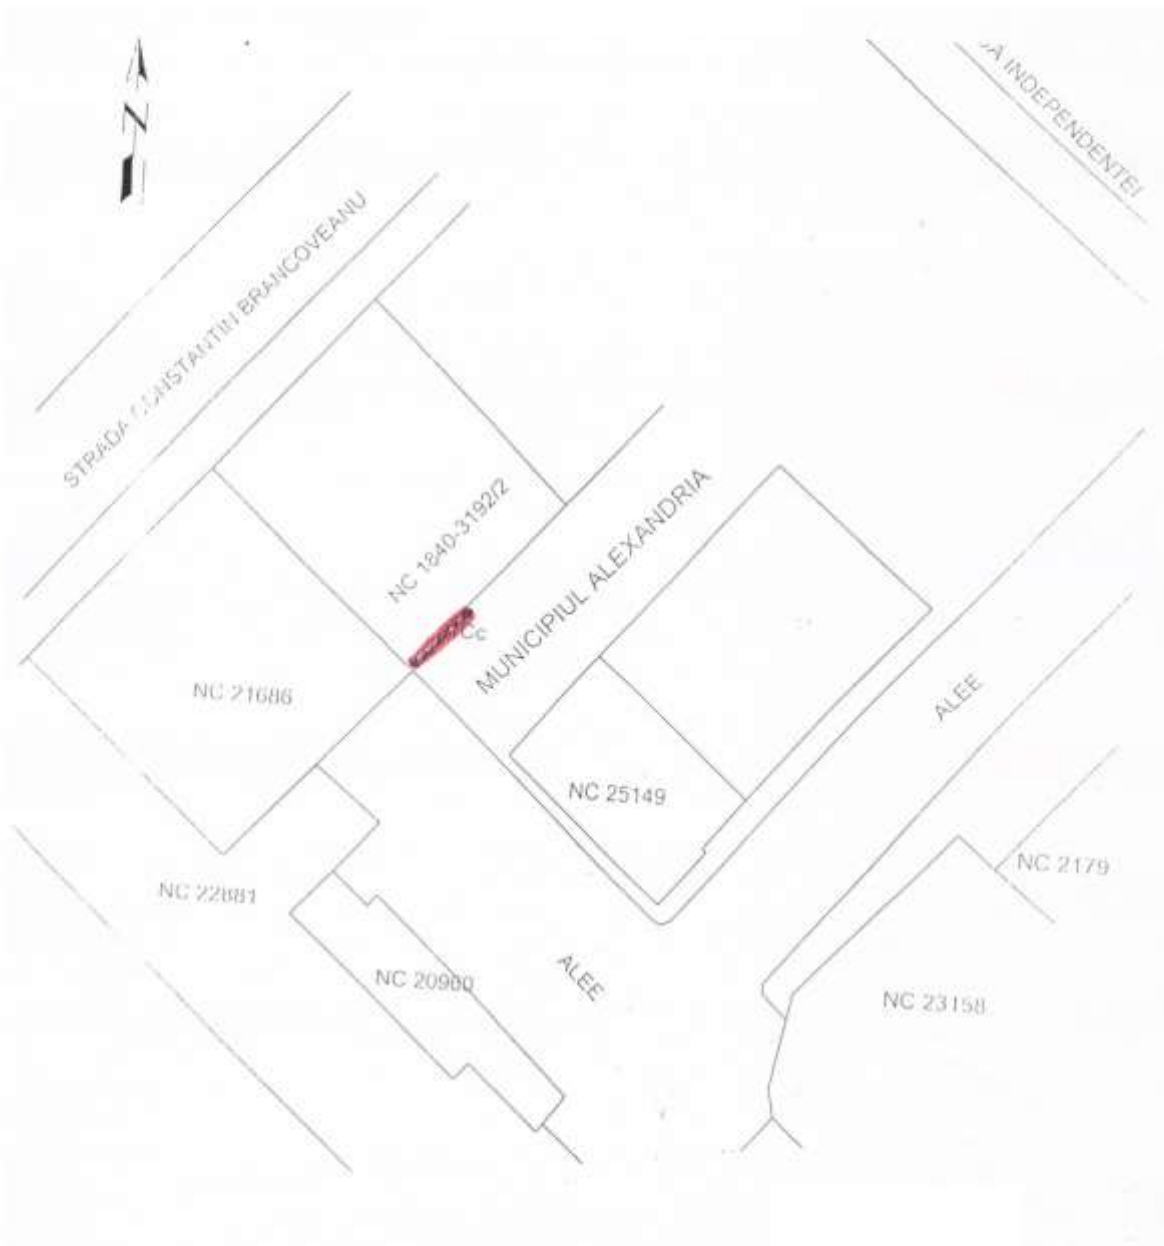 N
INDEPENDENTEI
STRADA CONSTANTIN BRANCOVEANU
NC 1840-3192/2
MUNICIPIUL ALEXANDRIA
NC 21686
ALEE
NC 25149
NC 2179
NC 22881
ALEE
NC 20900
NC 23158